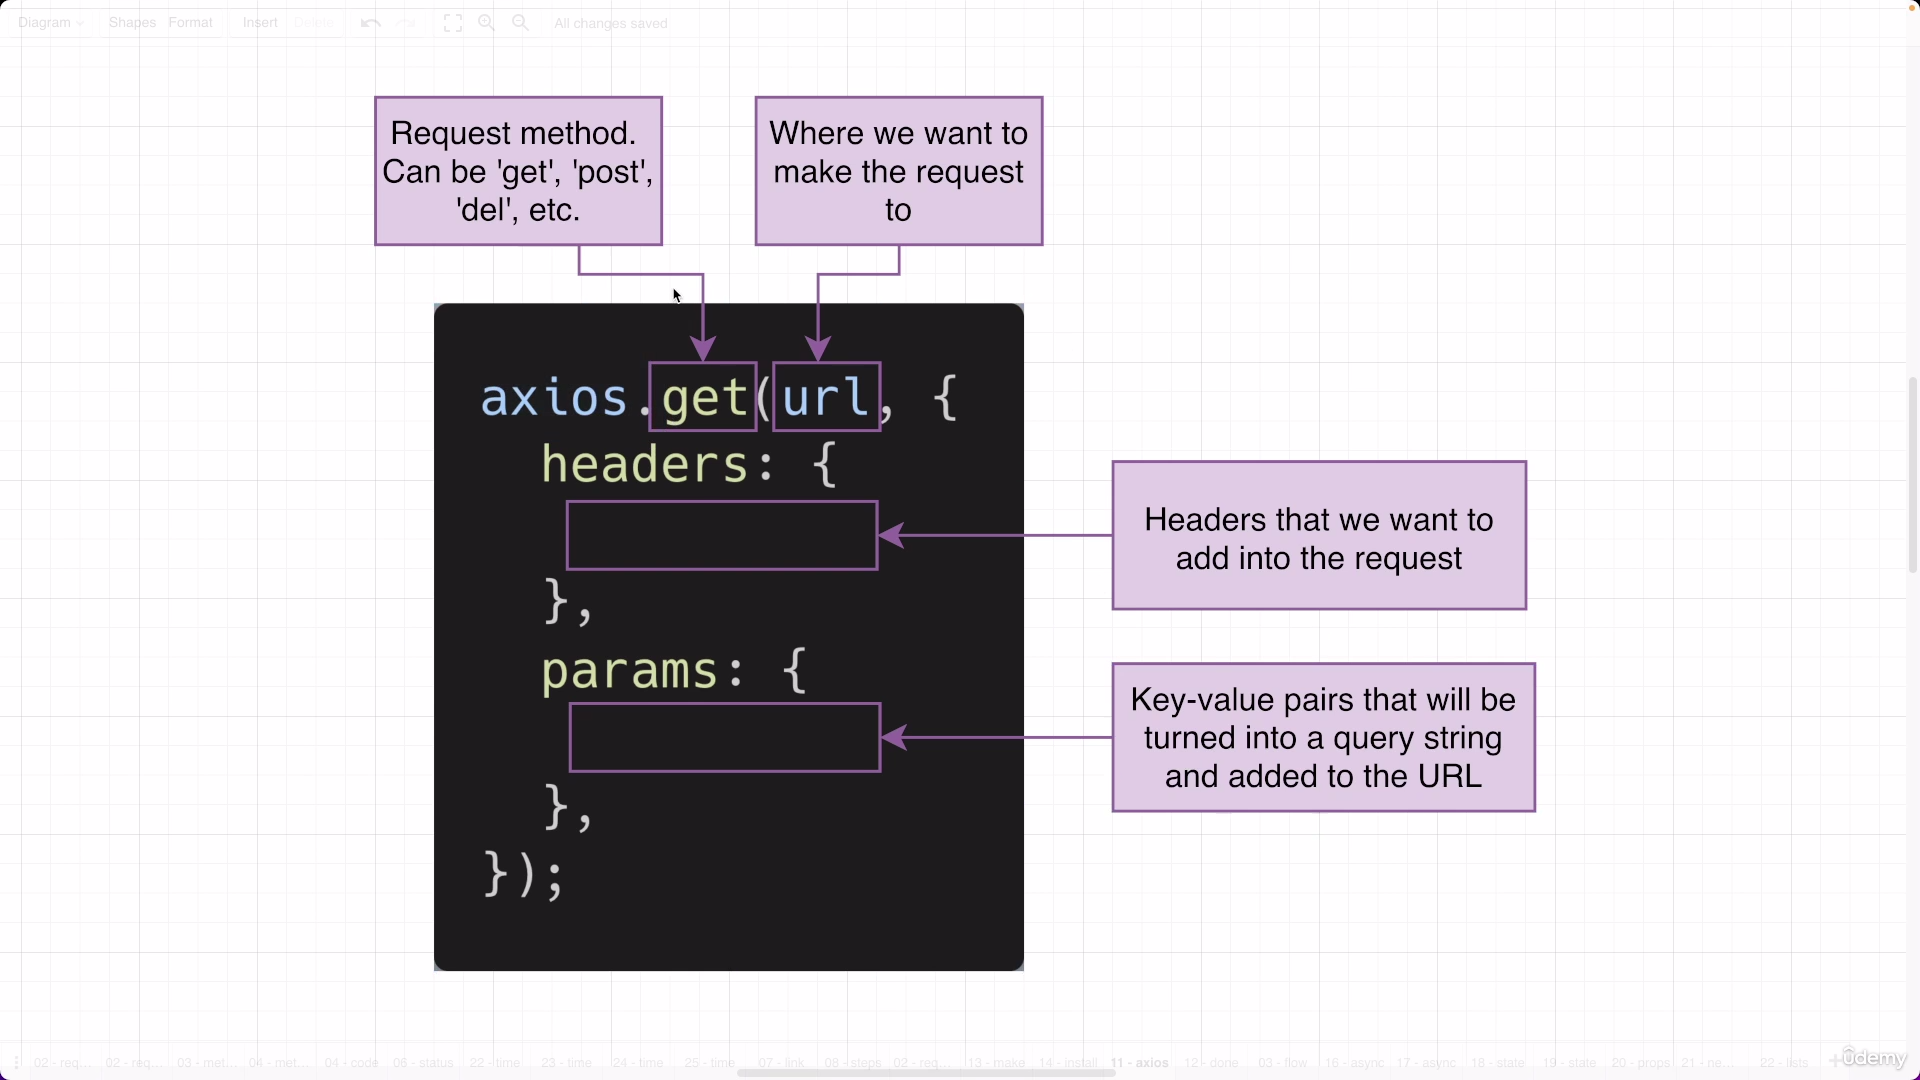 Diagram
Shapes
Format
Insert
Delete
All changes saved
Request method.
Can be 'get', 'post',
'del', etc.
Where we want to
make the request
to
axios.get(url, {
headers: {
},
params: {
},
});
Headers that we want to
add into the request
Key-value pairs that will be
turned into a query string
and added to the URL
02 - req... 02 - req... 03 - met... 04 - met... 04 - code 06 - status 22 - time 23 - time 24 - time 25 - time 07 - link 08 - steps 02 - req... 13 - make 14 - install 11 - axios 12 - done 03 - flow 16 - async 17 - async 18 - state 19 - state 20 - props 21 - ne... 22 - lists
ûdemy